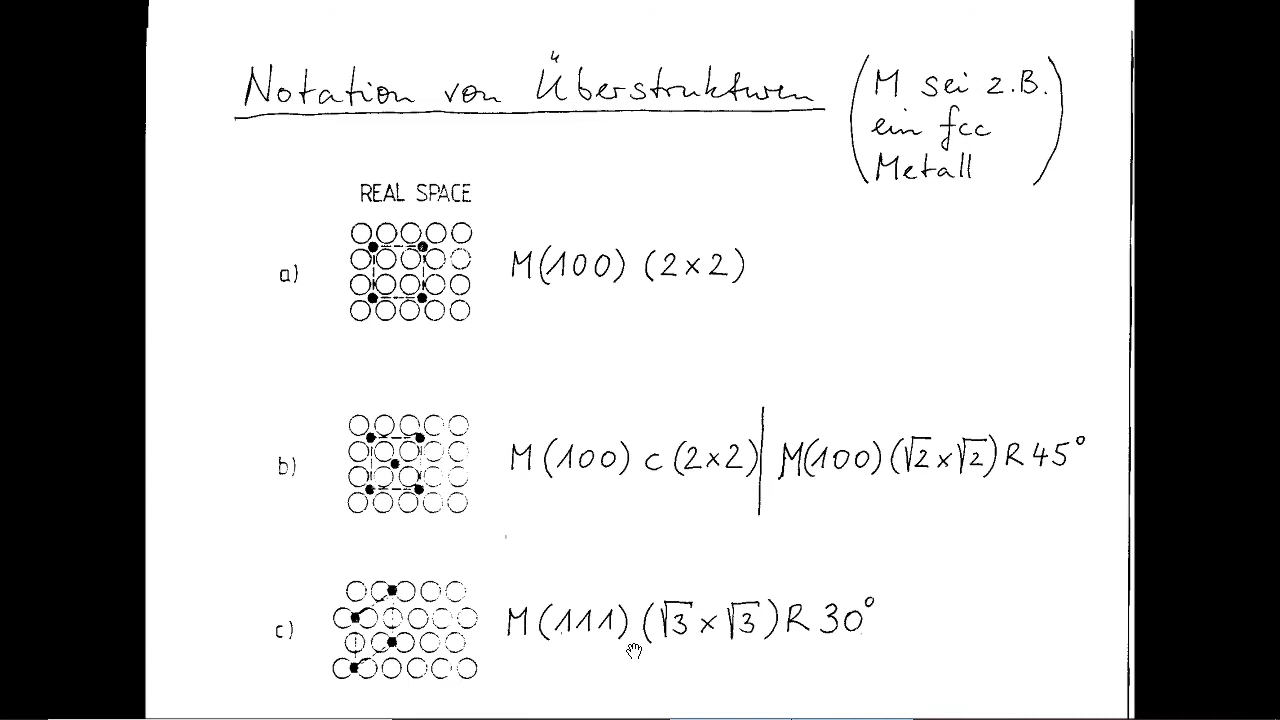 Notation von Überstrukturen
(M sei z.B.
ein fcc
Metall)
REAL SPACE
a) M(100) (2×2)
b) M(100) c(2×2) | M(100)(√2×√2)R45°
c) M(111)(√3×√3)R30°